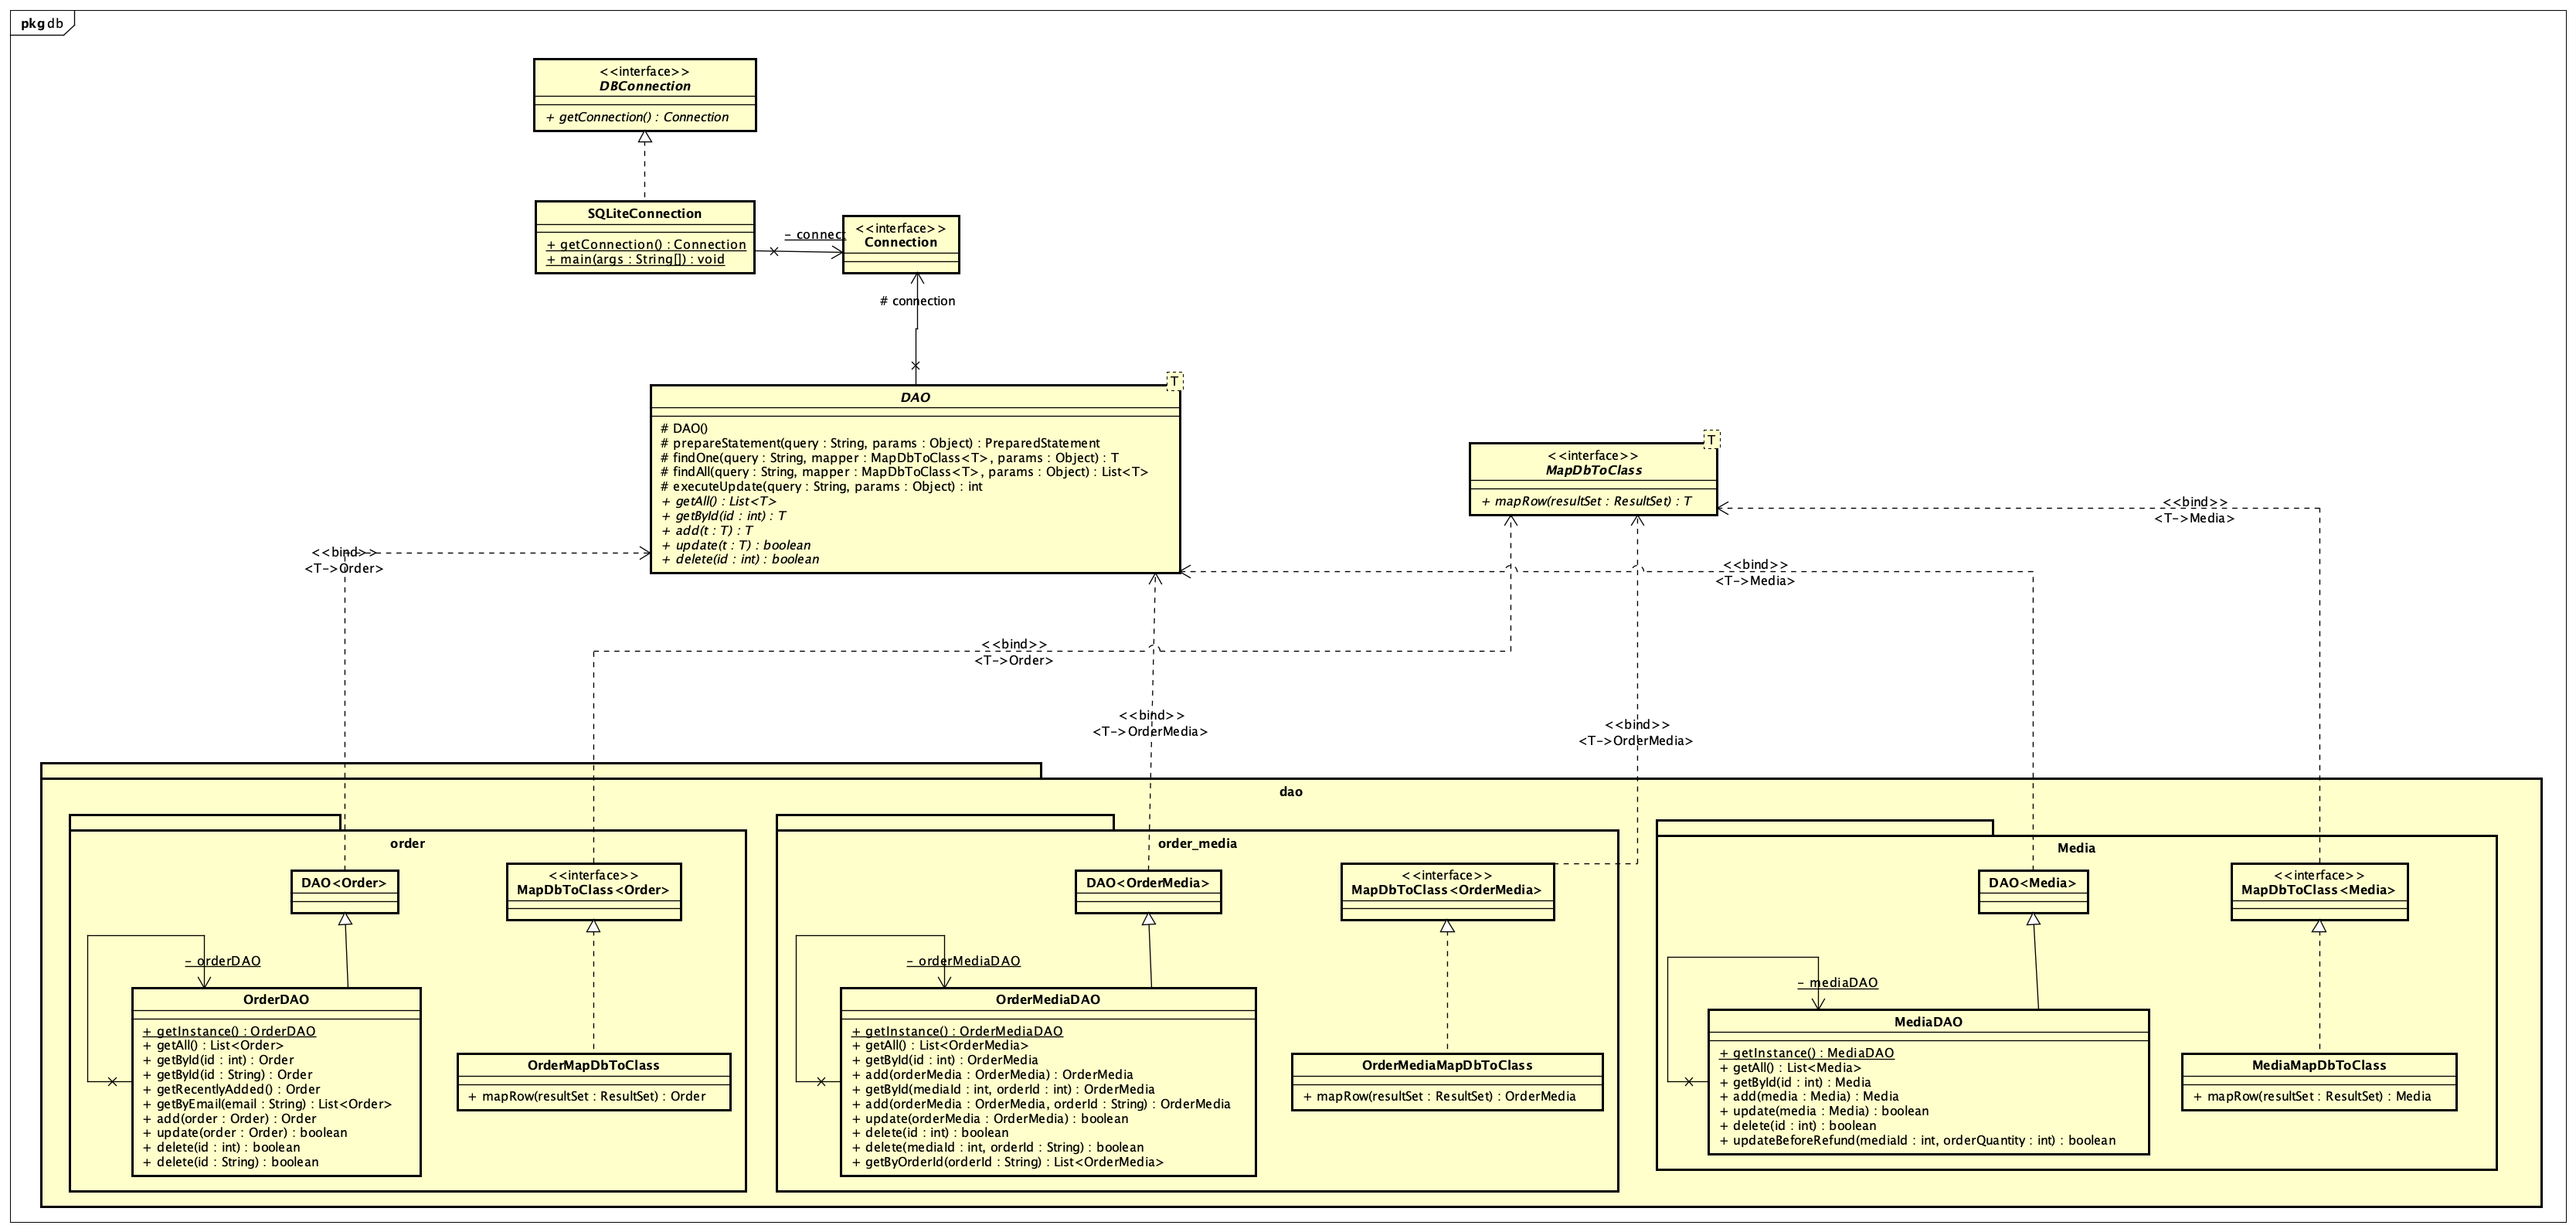 pkg db
<<interface>>
DBConnection
+ getConnection() : Connection
SQLiteConnection
+ getConnection() : Connection
+ main(args : String[]) : void
- connec
<<interface>>
Connection
# connection
T
DAO
# DAO()
# prepareStatement(query : String, params : Object) : PreparedStatement
# findOne(query : String, mapper : MapDbToClass<T>, params : Object) : T
# findAll(query : String, mapper : MapDbToClass<T>, params : Object) : List<T>
# executeUpdate(query : String, params : Object) : int
+ getAll() : List<T>
+ getById(id : int) : T
+ add(t : T) : T
+ update(t : T) : boolean
+ delete(id : int) : boolean
T
<<interface>>
MapDbToClass
+ mapRow(resultSet : ResultSet) : T
<<bind>>
<T->Order>
<<bind>>
<T->Media>
<<bind>>
<T->Media>
<<bind>>
<T->Order>
<<bind>>
<T->OrderMedia>
<<bind>>
<T->OrderMedia>
dao
order
DAO<Order>
<<interface>>
MapDbToClass<Order>
- orderDAO
OrderDAO
+ getInstance() : OrderDAO
+ getAll() : List<Order>
+ getById(id : int) : Order
+ getById(id : String) : Order
+ getRecentlyAdded() : Order
+ getByEmail(email : String) : List<Order>
+ add(order : Order) : Order
+ update(order : Order) : boolean
+ delete(id : int) : boolean
+ delete(id : String) : boolean
OrderMapDbToClass
+ mapRow(resultSet : ResultSet) : Order
order_media
DAO<OrderMedia>
<<interface>>
MapDbToClass<OrderMedia>
- orderMediaDAO
OrderMediaDAO
+ getInstance() : OrderMediaDAO
+ getAll() : List<OrderMedia>
+ getById(id : int) : OrderMedia
+ add(orderMedia : OrderMedia) : OrderMedia
+ getById(mediaId : int, orderId : int) : OrderMedia
+ add(orderMedia : OrderMedia, orderId : String) : OrderMedia
+ update(orderMedia : OrderMedia) : boolean
+ delete(id : int) : boolean
+ delete(mediaId : int, orderId : String) : boolean
+ getByOrderId(orderId : String) : List<OrderMedia>
OrderMediaMapDbToClass
+ mapRow(resultSet : ResultSet) : OrderMedia
Media
DAO<Media>
<<interface>>
MapDbToClass<Media>
- mediaDAO
MediaDAO
+ getInstance() : MediaDAO
+ getAll() : List<Media>
+ getById(id : int) : Media
+ add(media : Media) : Media
+ update(media : Media) : boolean
+ delete(id : int) : boolean
+ updateBeforeRefund(mediaId : int, orderQuantity : int) : boolean
MediaMapDbToClass
+ mapRow(resultSet : ResultSet) : Media